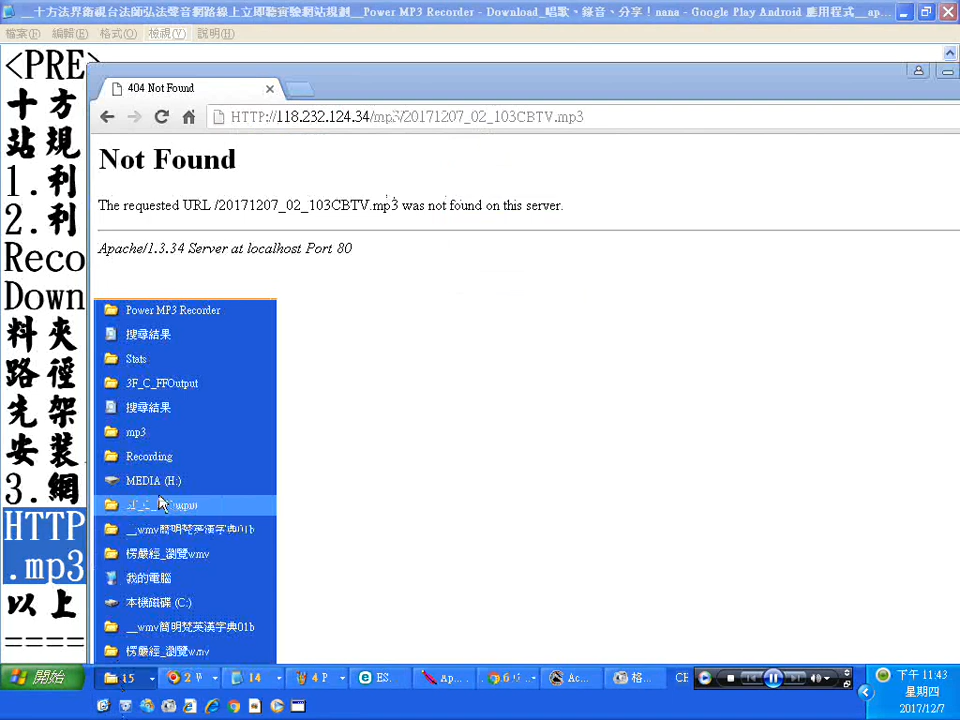 __十方法界衛視台法師弘法聲音網路線上立即聽實驗網站規劃__Power MP3 Recorder - Download_唱歌、錄音、分享！nana - Google Play Android 應用程式__ap...
檔案(F) 編輯(E) 格式(O) 檢視(V) 說明(H)
<PRE>
十方
站規
1.利
2.利
Reco
Down
料夾
路徑
先架
安裝
3.網
HTTP
.mp3
以上
====
404 Not Found
HTTP://118.232.124.34/mp3/20171207_02_103CBTV.mp3
Not Found
The requested URL /20171207_02_103CBTV.mp3 was not found on this server.
Apache/1.3.34 Server at localhost Port 80
Power MP3 Recorder
搜尋結果
Stats
3F_C_FFOutput
搜尋結果
mp3
Recording
MEDIA (H:)
__wmv簡明梵英漢字典01b
楞嚴經_瀏覽wmv
我的電腦
本機磁碟 (C:)
__wmv簡明梵英漢字典01b
楞嚴經_瀏覽wmv
開始
15
2
14
4 P
ES...
Ap...
6
Ac...
格...
CH
下午 11:43
星期四
2017/12/7